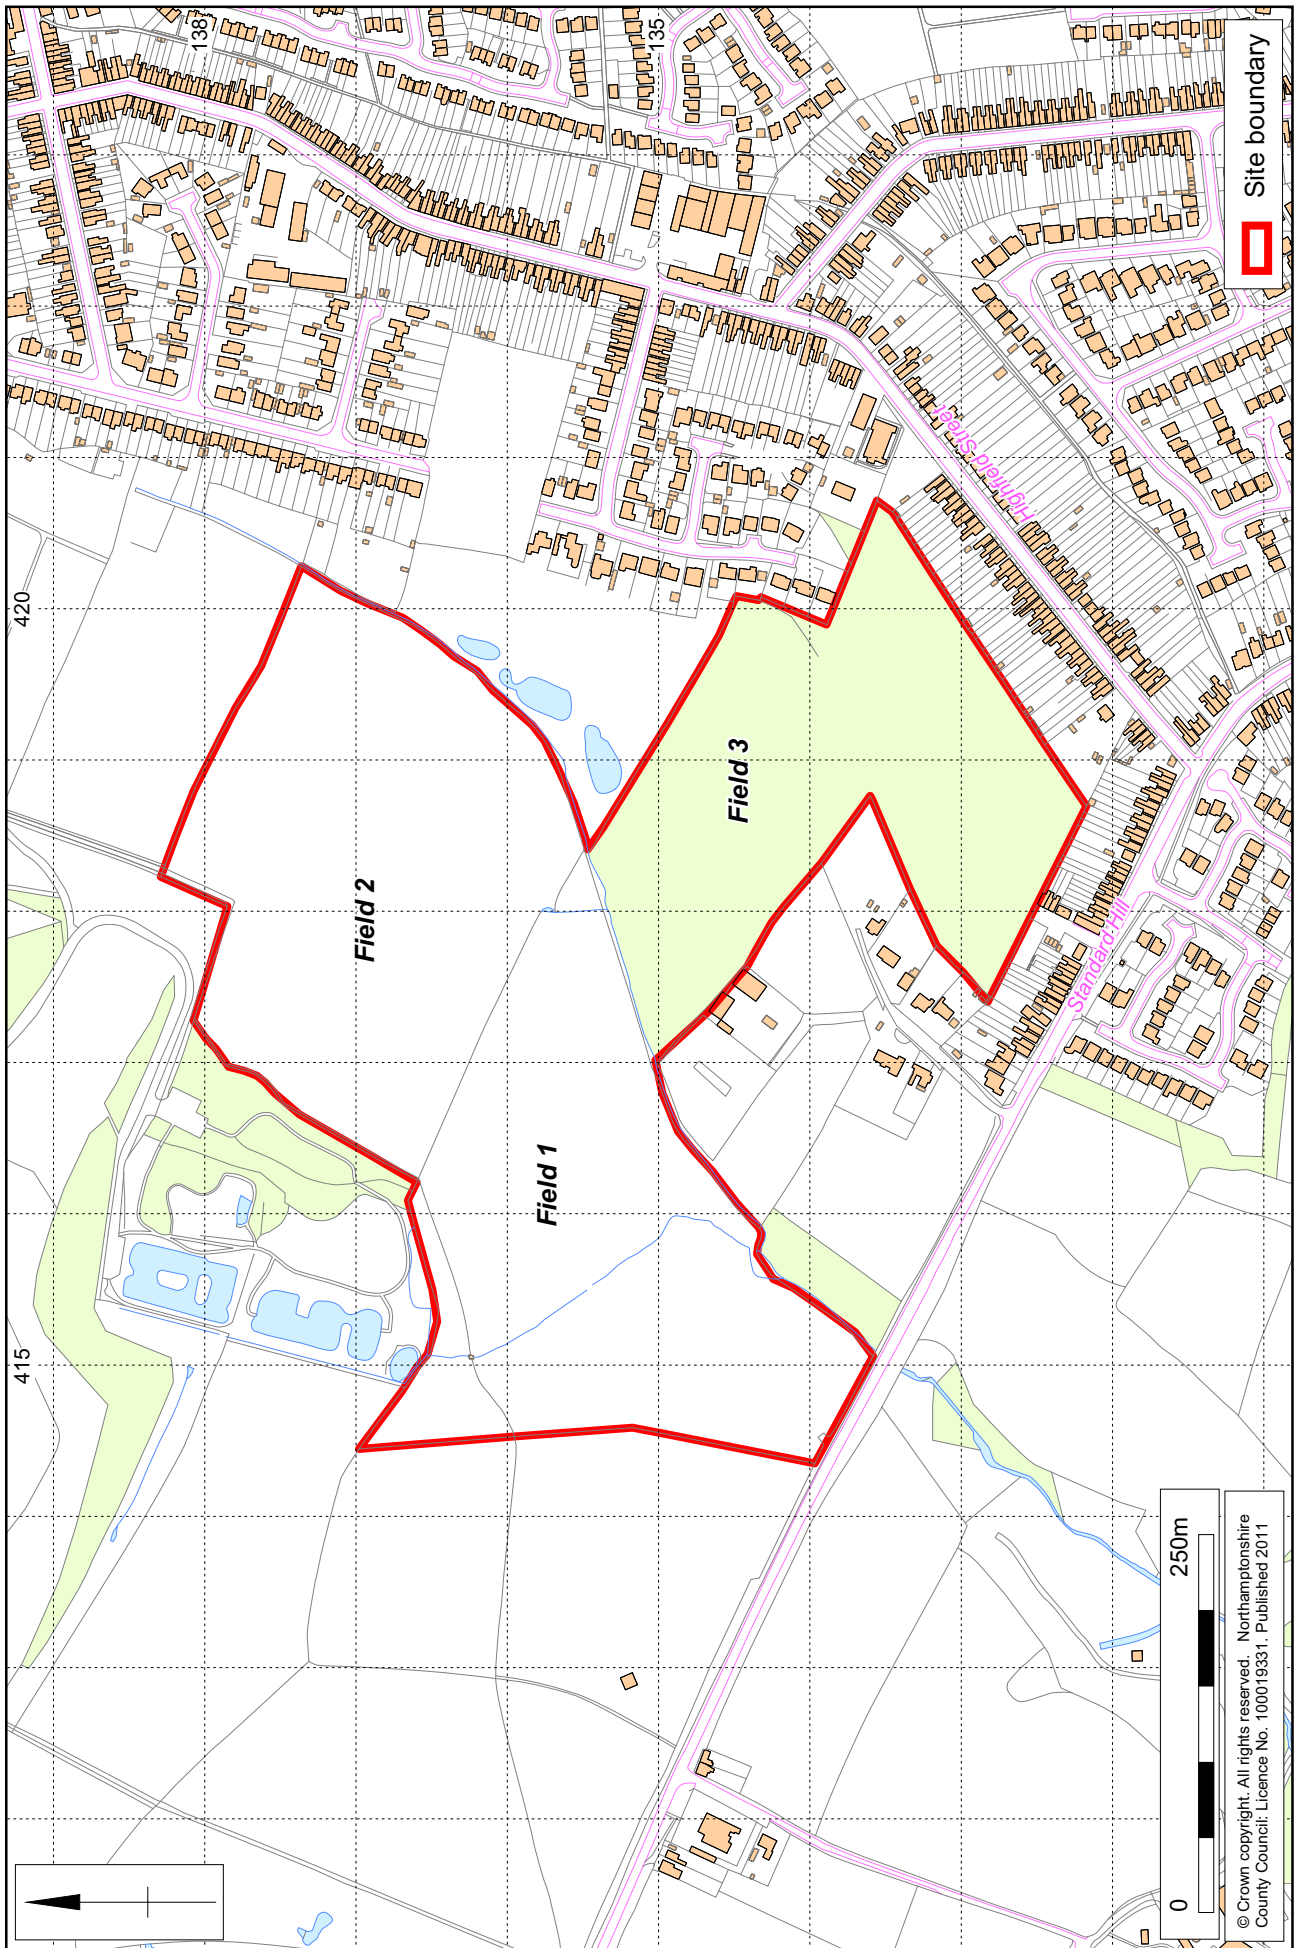 138
135
420
415
Field 2
Field 1
Field 3
Highfield Street
Standard Hill
Site boundary
0
250m
© Crown copyright. All rights reserved. Northamptonshire
County Council: Licence No. 100019331. Published 2011